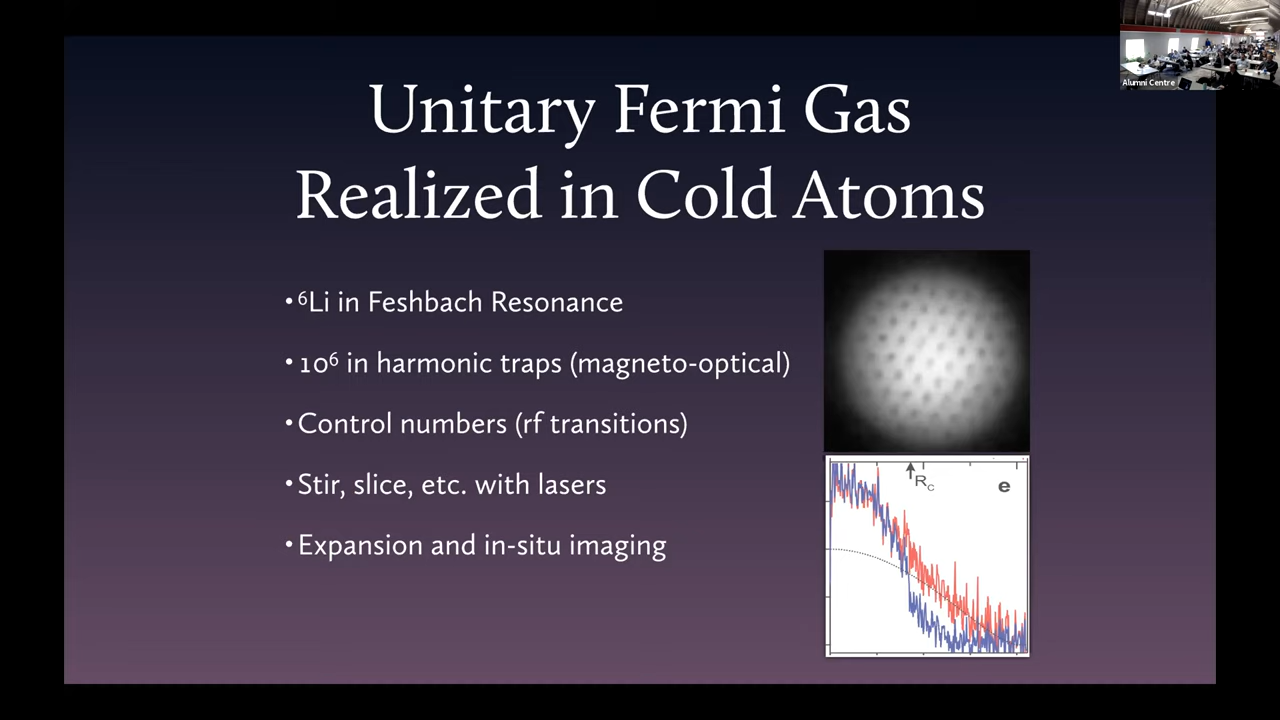 Alumni Centre
Unitary Fermi Gas
Realized in Cold Atoms
•⁶Li in Feshbach Resonance
•10⁶ in harmonic traps (magneto-optical)
•Control numbers (rf transitions)
•Stir, slice, etc. with lasers
•Expansion and in-situ imaging
Rc
e